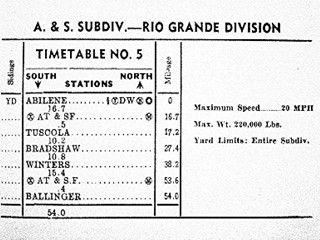 A. & S. SUBDIV.—RIO GRANDE DIVISION
Sidings
TIMETABLE NO. 5
SOUTH STATIONS NORTH
Mileage
YD ABILENE DW 0
16.7
AT & SF 16.7
.5
TUSCOLA 17.2
10.2
BRADSHAW 27.4
10.8
WINTERS 38.2
15.4
AT & S.F. 53.6
.4
BALLINGER 54.0
54.0
Maximum Speed........20 MPH
Max. Wt. 220,000 Lbs.
Yard Limits: Entire Subdiv.